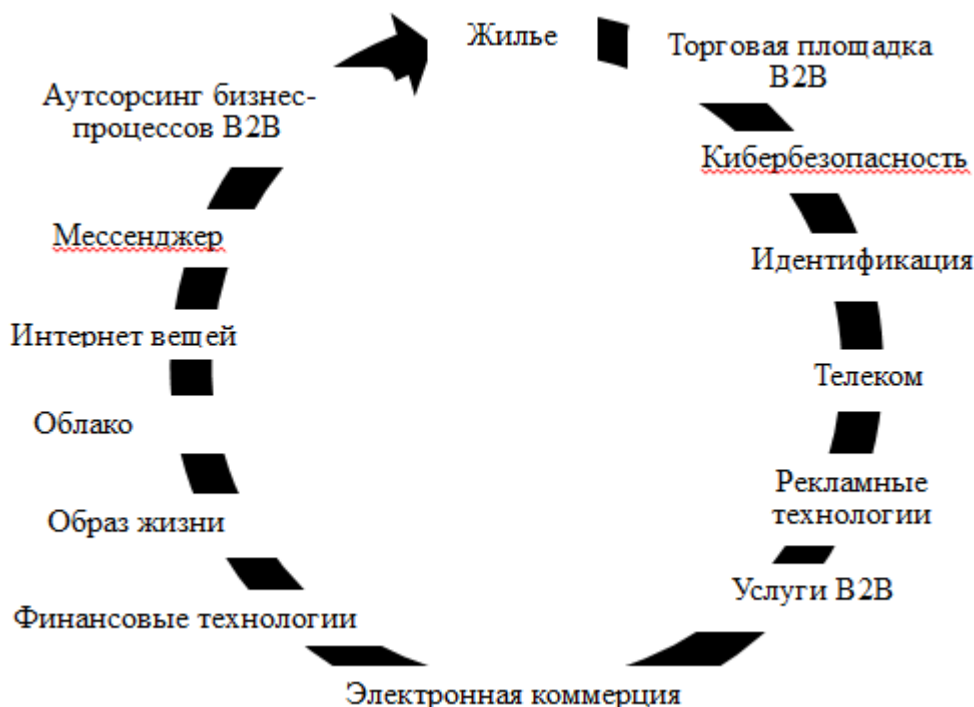 Жилье
Торговая площадка
B2B
Кибербезопасность
Идентификация
Телеком
Рекламные
технологии
Услуги B2B
Электронная коммерция
Финансовые технологии
Образ жизни
Облако
Интернет вещей
Мессенджер
Аутсорсинг бизнес-
процессов B2B